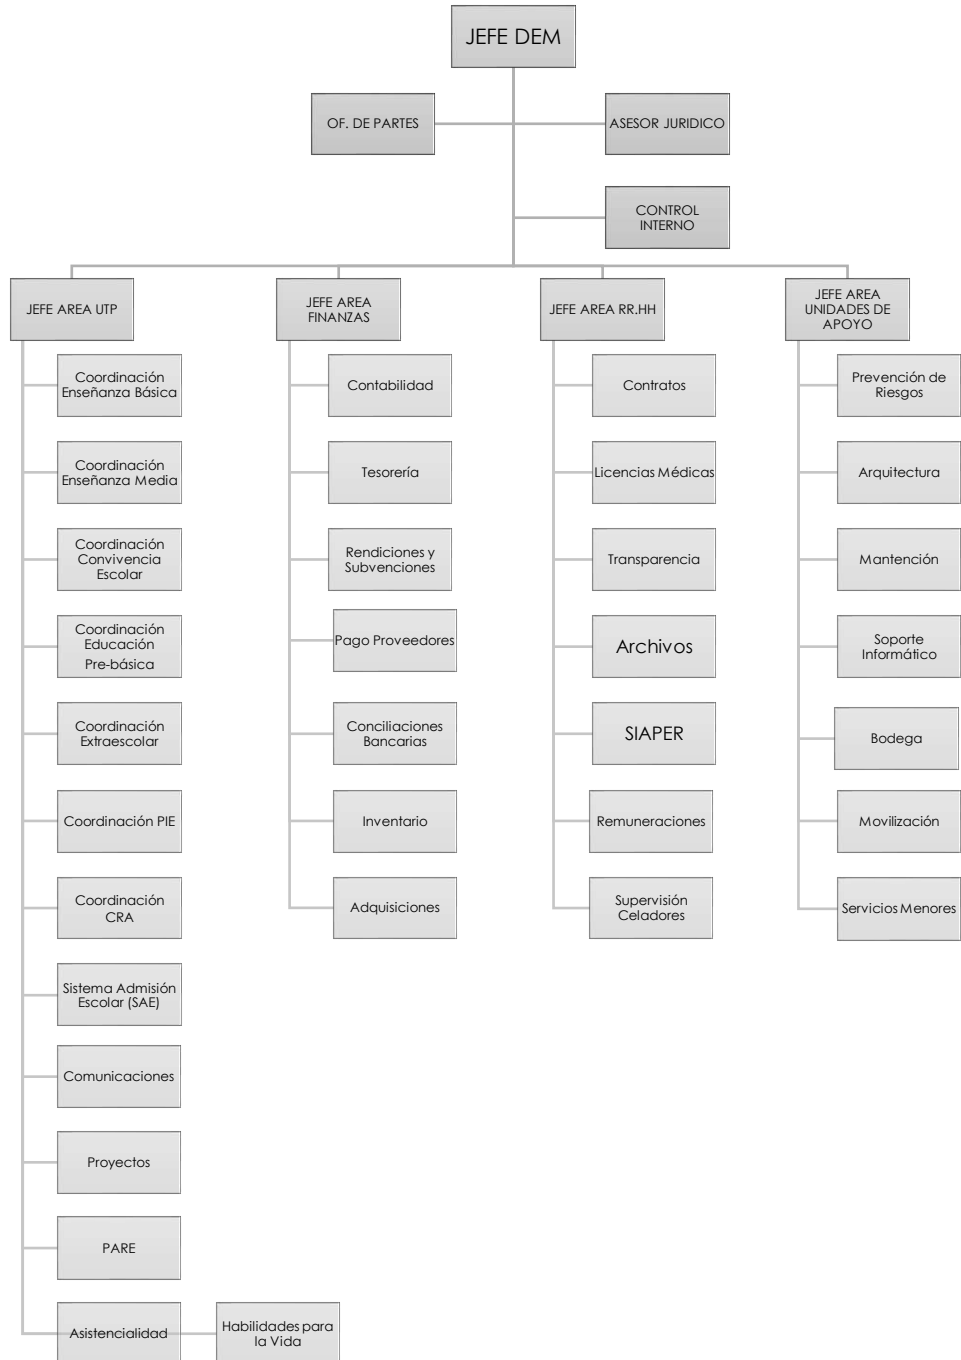 JEFE DEM
OF. DE PARTES
ASESOR JURIDICO
CONTROL
INTERNO
JEFE AREA UTP
Coordinación
Enseñanza Básica
Coordinación
Enseñanza Media
Coordinación
Convivencia
Escolar
Coordinación
Educación
Pre-básica
Coordinación
Extraescolar
Coordinación PIE
Coordinación
CRA
Sistema Admisión
Escolar (SAE)
Comunicaciones
Proyectos
PARE
Asistencialidad
Habilidades para
la Vida
JEFE AREA
FINANZAS
Contabilidad
Tesorería
Rendiciones y
Subvenciones
Pago Proveedores
Conciliaciones
Bancarias
Inventario
Adquisiciones
JEFE AREA RR.HH
Contratos
Licencias Médicas
Transparencia
Archivos
SIAPER
Remuneraciones
Supervisión
Celadores
JEFE AREA
UNIDADES DE
APOYO
Prevención de
Riesgos
Arquitectura
Mantención
Soporte
Informático
Bodega
Movilización
Servicios Menores